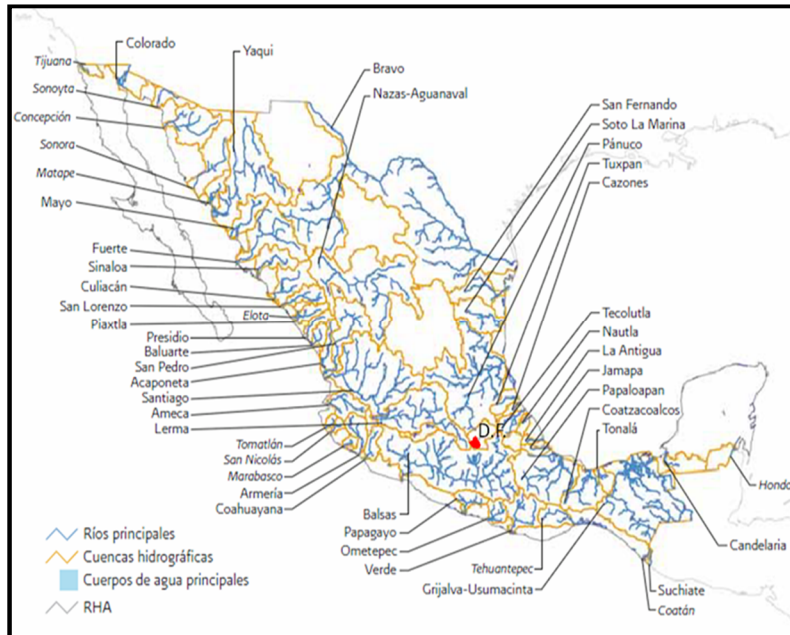 Colorado
Yaqui
Bravo
Nazas-Aguanaval
Tijuana
Sonoyta
Concepción
Sonora
Matape
Mayo
Fuerte
Sinaloa
Culiacán
San Lorenzo
Elota
Piaxtla
Presidio
Baluarte
San Pedro
Acaponeta
Santiago
Ameca
Lerma
Tomatlán
San Nicolás
Marabasco
Armería
Coahuayana
San Fernando
Soto La Marina
Pánuco
Tuxpan
Cazones
Tecolutla
Nautla
La Antigua
Jamapa
Papaloapan
Coatzacoalcos
Tonalá
D.F.
Hondo
Candelaria
Balsas
Papagayo
Ometepec
Verde
Tehuantepec
Grijalva-Usumacinta
Suchiate
Coatán
Ríos principales
Cuencas hidrográficas
Cuerpos de agua principales
RHA